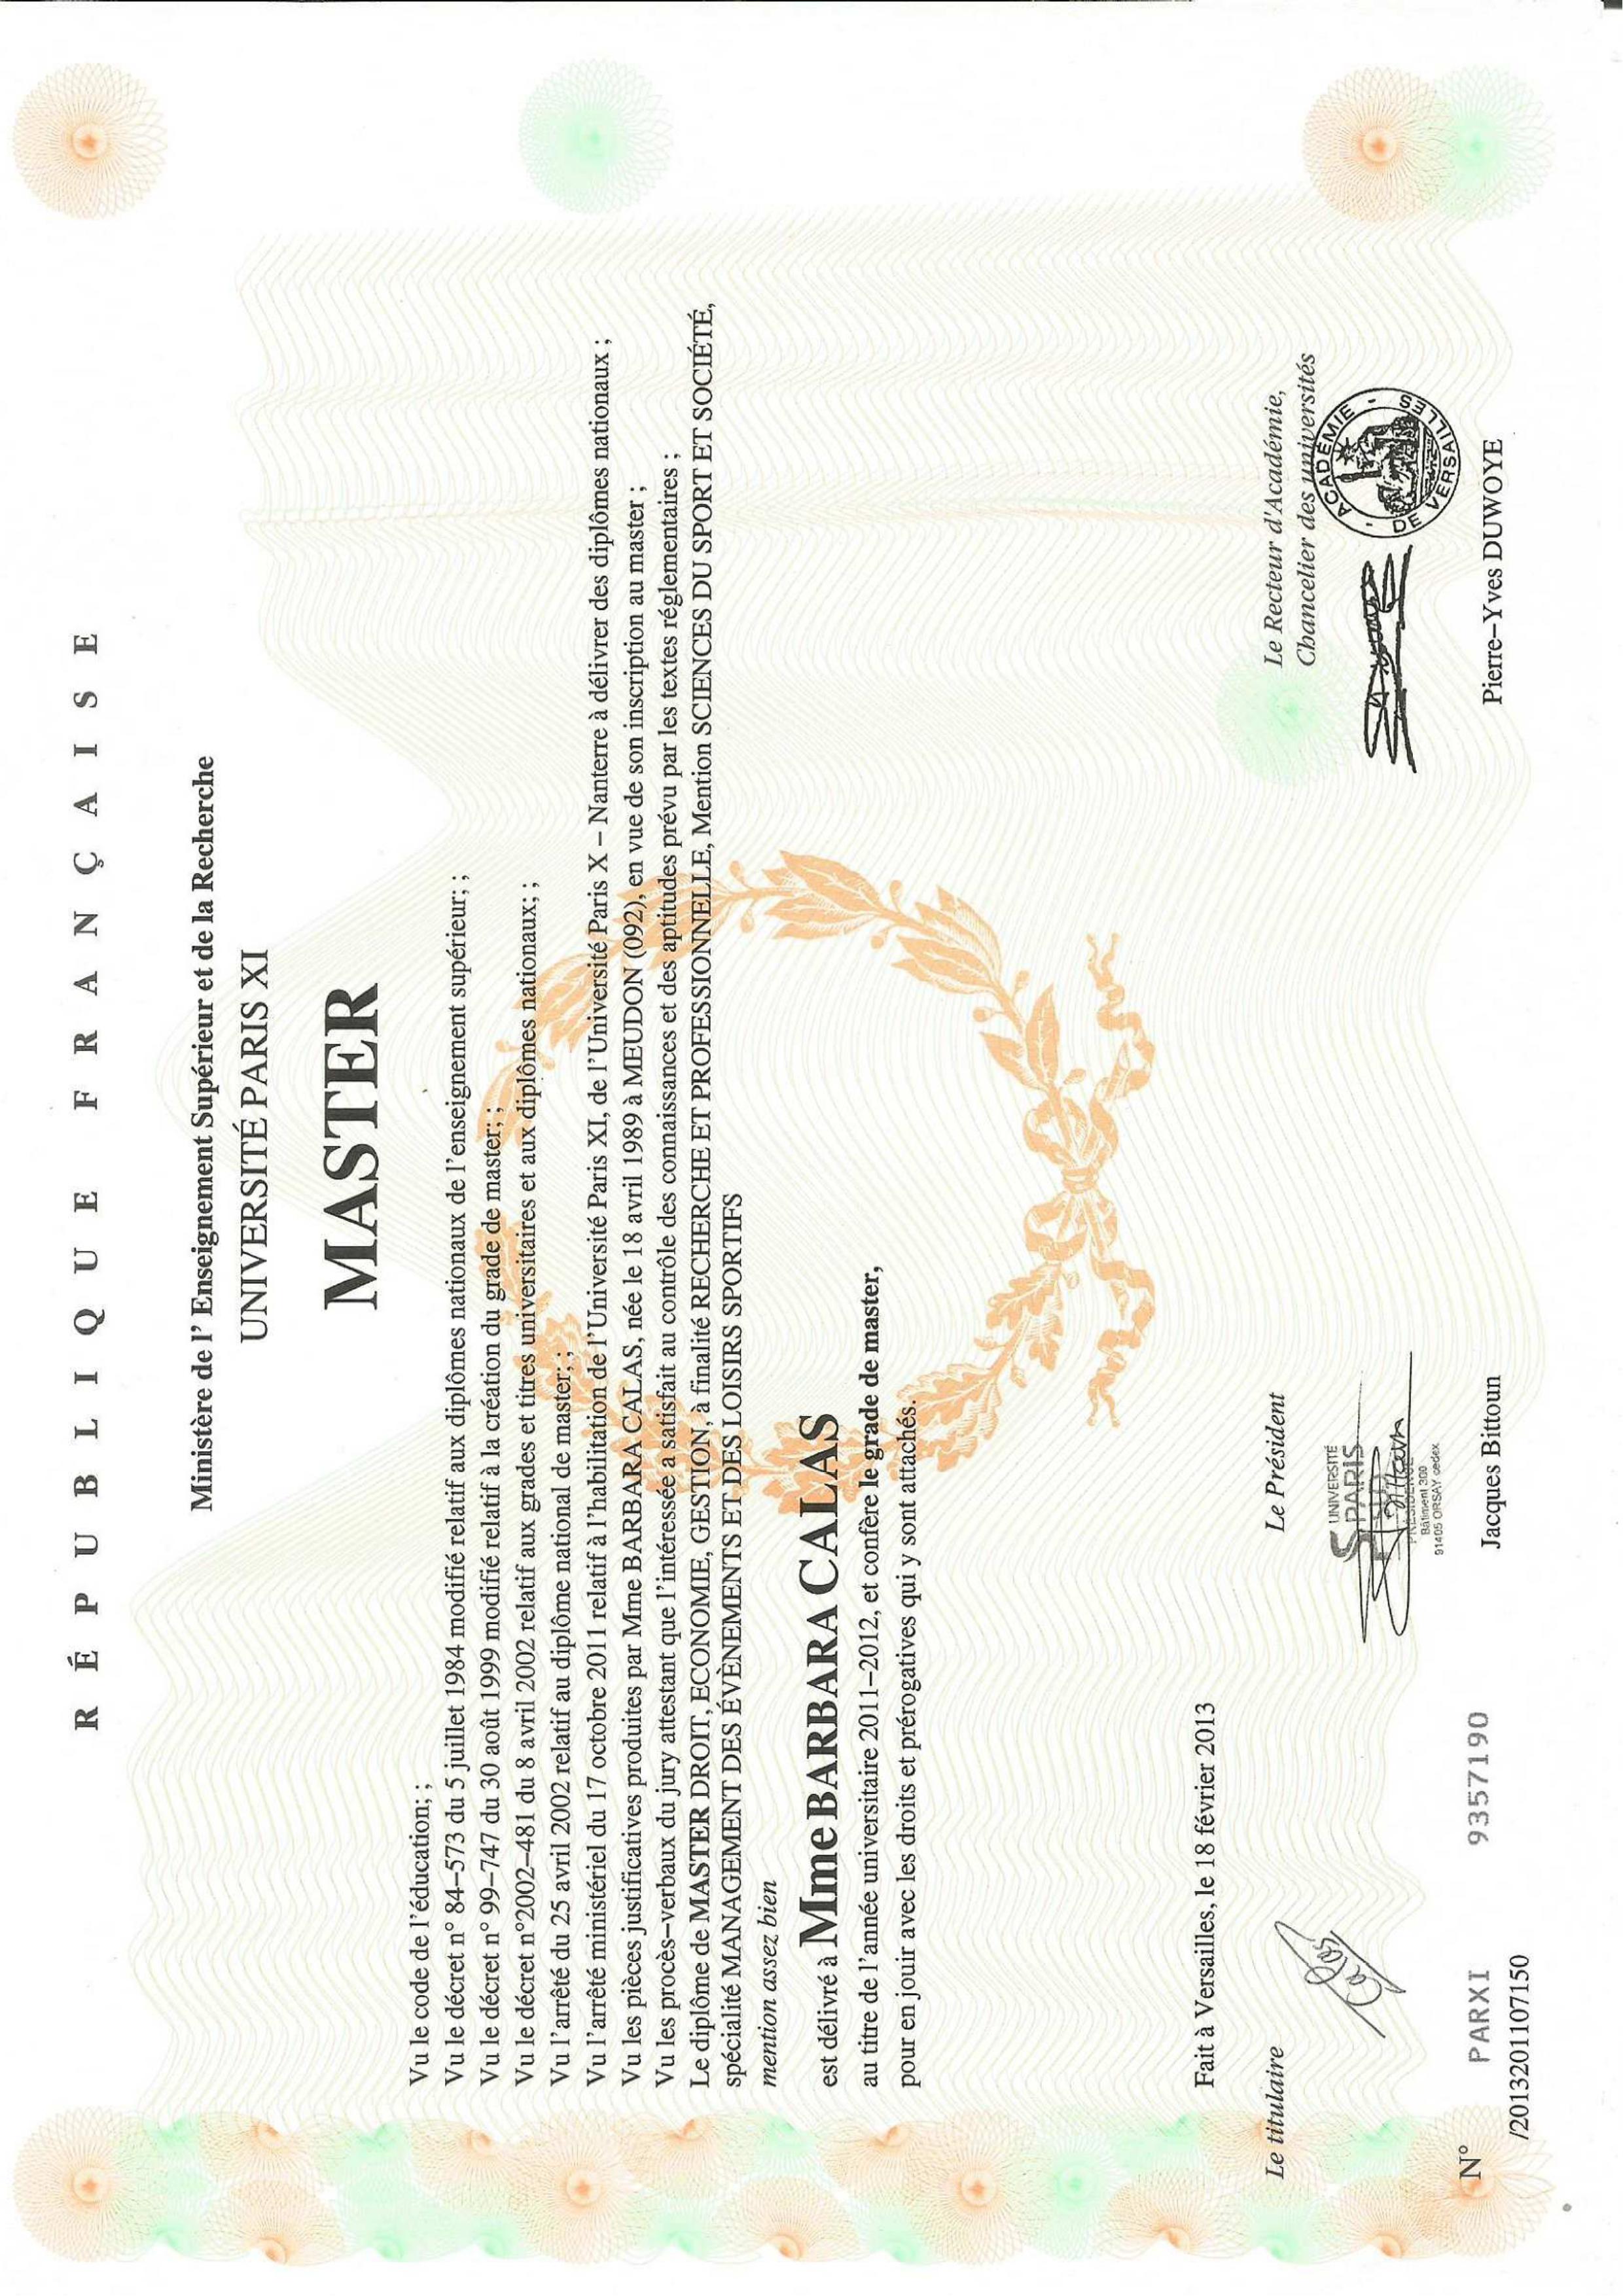 RÉPUBLIQUE FRANÇAISE
Ministère de l’ Enseignement Supérieur et de la Recherche
UNIVERSITÉ PARIS XI
MASTER
Vu le code de l’éducation; ;
Vu le décret n° 84–573 du 5 juillet 1984 modifié relatif aux diplômes nationaux de l’enseignement supérieur; ;
Vu le décret n° 99–747 du 30 août 1999 modifié relatif à la création du grade de master; ;
Vu le décret n°2002–481 du 8 avril 2002 relatif aux grades et titres universitaires et aux diplômes nationaux; ;
Vu l’arrêté du 25 avril 2002 relatif au diplôme national de master; ;
Vu l’arrêté ministériel du 17 octobre 2011 relatif à l’habilitation de l’Université Paris XI, de l’Université Paris X – Nanterre à délivrer des diplômes nationaux ;
Vu les pièces justificatives produites par Mme BARBARA CALAS, née le 18 avril 1989 à MEUDON (092), en vue de son inscription au master ;
Vu les procès–verbaux du jury attestant que l’intéressée a satisfait au contrôle des connaissances et des aptitudes prévu par les textes réglementaires ;
Le diplôme de MASTER DROIT, ECONOMIE, GESTION, à finalité RECHERCHE ET PROFESSIONNELLE, Mention SCIENCES DU SPORT ET SOCIÉTÉ,
spécialité MANAGEMENT DES ÉVÈNEMENTS ET DES LOISIRS SPORTIFS
mention assez bien
est délivré à Mme BARBARA CALAS
au titre de l’année universitaire 2011–2012, et confère le grade de master,
pour en jouir avec les droits et prérogatives qui y sont attachés.
Fait à Versailles, le 18 février 2013
Le titulaire
Calas
Le Président
UNIVERSITÉ
PARIS
SUD
PRÉSIDENCE
Bâtiment 300
91405 ORSAY cedex
Jacques Bittoun
Le Recteur d'Académie,
Chancelier des universités
ACADÉMIE DE VERSAILLES
Pierre–Yves DUWOYE
N° PARXI 9357190
/2013201107150